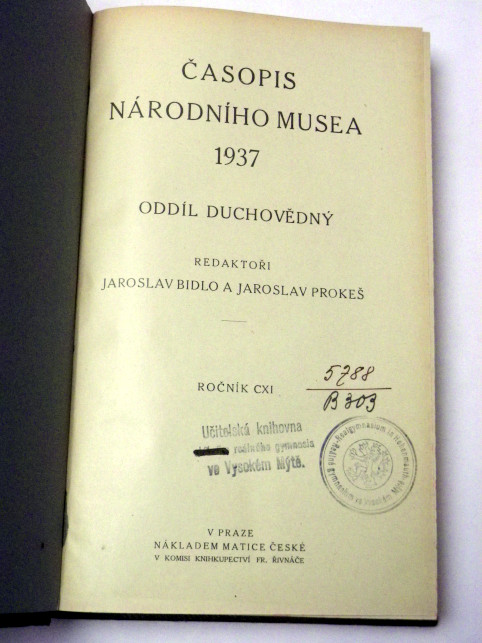 ČASOPIS
NÁRODNÍHO MUSEA
1937
ODDÍL DUCHOVĚDNÝ
REDAKTOŘI
JAROSLAV BIDLO A JAROSLAV PROKEŠ
ROČNÍK CXI
5788
B 303
Učitelská knihovna
reálného gymnasia
ve Vysokém Mýtě.
V PRAZE
NÁKLADEM MATICE ČESKÉ
V KOMISI KNIHKUPECTVÍ FR. ŘIVNÁČE